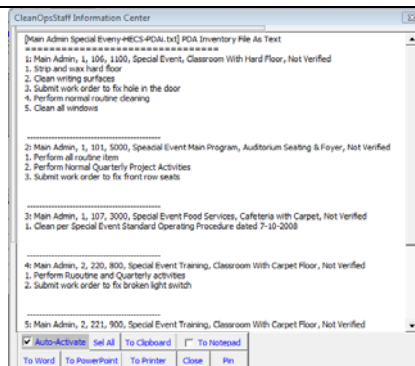 CleanOpsStaff Information Center
[Main Admin Special Eveny-HECS-PDAi.txt] PDA Inventory File As Text
================================
1: Main Admin, 1, 106, 1100, Special Event, Classroom With Hard Floor, Not Verified
1. Strip and wax hard floor
2. Clean writing surfaces
3. Submit work order to fix hole in the door
4. Perform normal routine cleaning
5. Clean all windows
----------------------------------------------
2: Main Admin, 1, 101, 5000, Speacial Event Main Program, Auditorium Seating & Foyer, Not Verified
1. Perform all routine item
2. Perform Normal Quarterly Project Activities
3. Submit work order to fix front row seats
----------------------------------------------
3: Main Admin, 1, 107, 3000, Special Event Food Services, Cafeteria with Carpet, Not Verified
1. Clean per Special Event Standard Operating Procedure dated 7-10-2008
----------------------------------------------
4: Main Admin, 2, 220, 800, Special Event Training, Classroom With Carpet Floor, Not Verified
1. Perform Ruoutine and Quarterly activities
2. Submit work order to fix broken light switch
----------------------------------------------
5: Main Admin, 2, 221, 900, Special Event Training, Classroom With Carpet Floor, Not Verified
Auto-Activate Sel All To Clipboard To Notepad
To Word To PowerPoint To Printer Close Pin